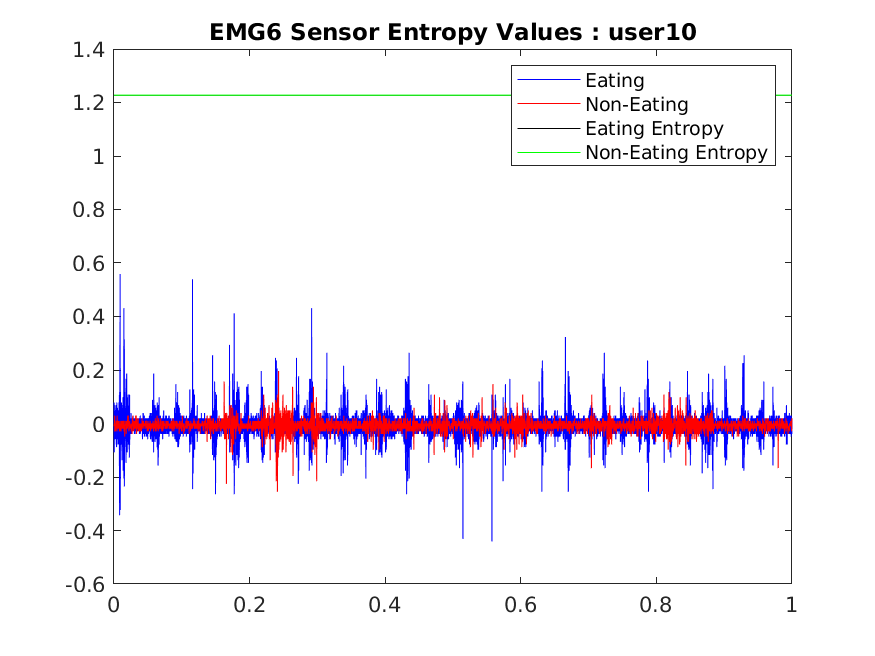 EMG6 Sensor Entropy Values : user10
1.4
1.2
1
0.8
0.6
0.4
0.2
0
-0.2
-0.4
-0.6
Eating
Non-Eating
Eating Entropy
Non-Eating Entropy
0 0.2 0.4 0.6 0.8 1